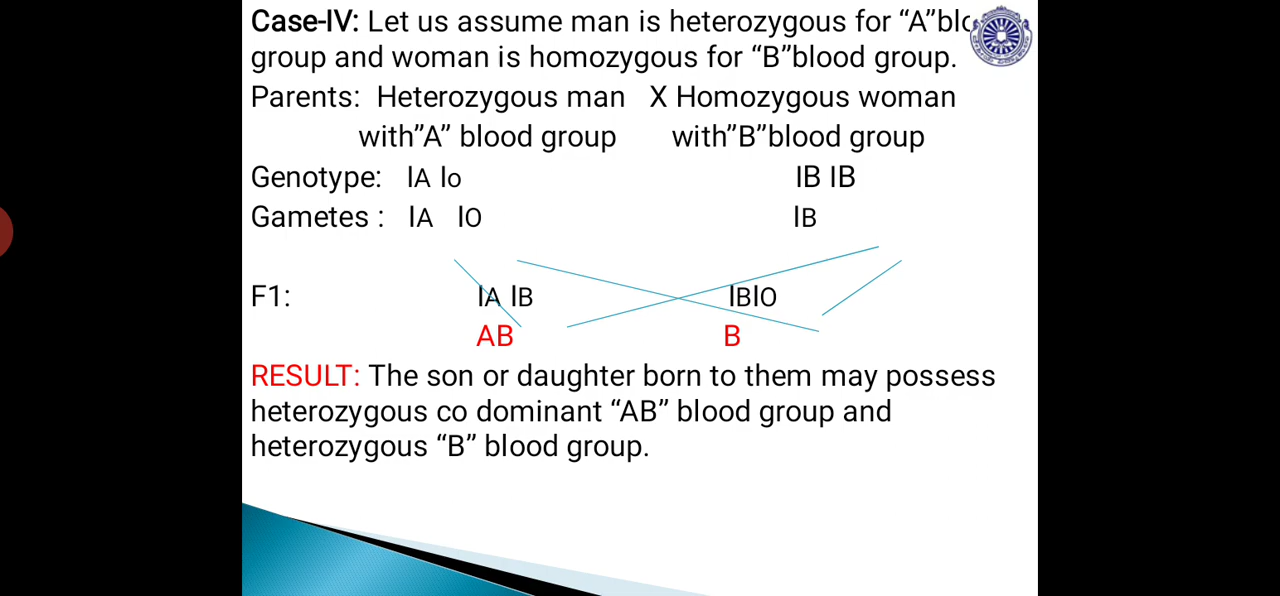 Case-IV: Let us assume man is heterozygous for “A”
group and woman is homozygous for “B”blood group.
Parents: Heterozygous man X Homozygous woman
with”A” blood group with”B”blood group
Genotype: IA Io IB IB
Gametes : IA IO IB
F1: IA IB IBIO
AB B
RESULT: The son or daughter born to them may possess
heterozygous co dominant “AB” blood group and
heterozygous “B” blood group.